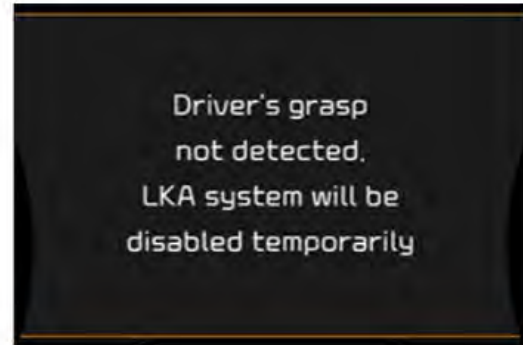 Driver's grasp
not detected.
LKA system will be
disabled temporarily